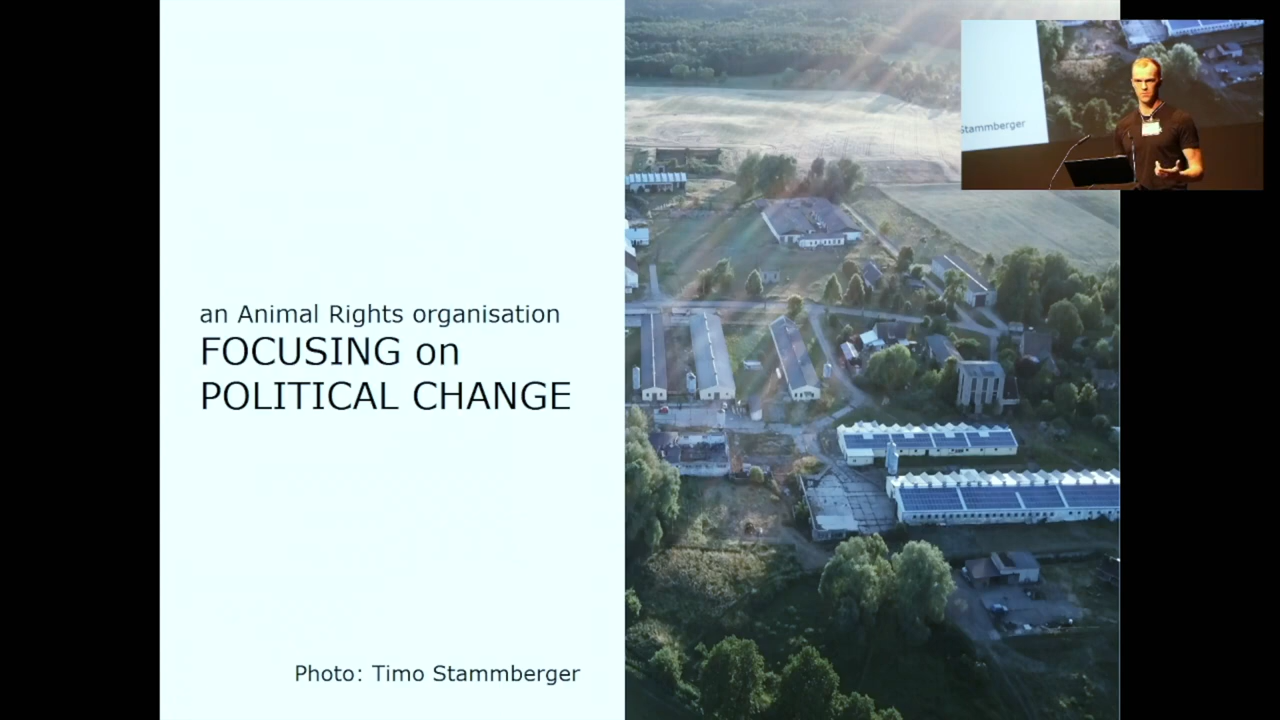 an Animal Rights organisation
FOCUSING on
POLITICAL CHANGE
Photo: Timo Stammberger
Stammberger